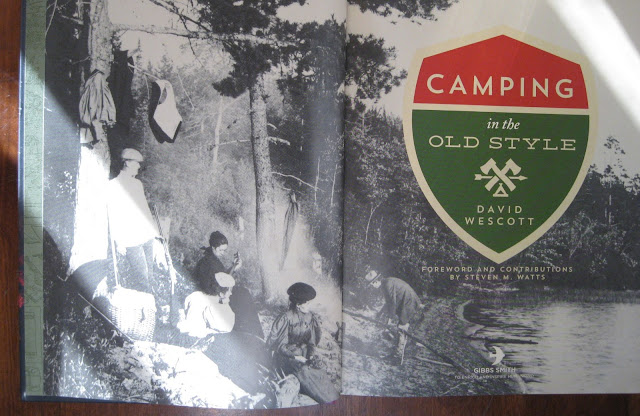 CAMPING
in the
OLD STYLE
DAVID
WESCOTT
FOREWORD AND CONTRIBUTIONS
BY STEVEN M. WATTS
GIBBS SMITH